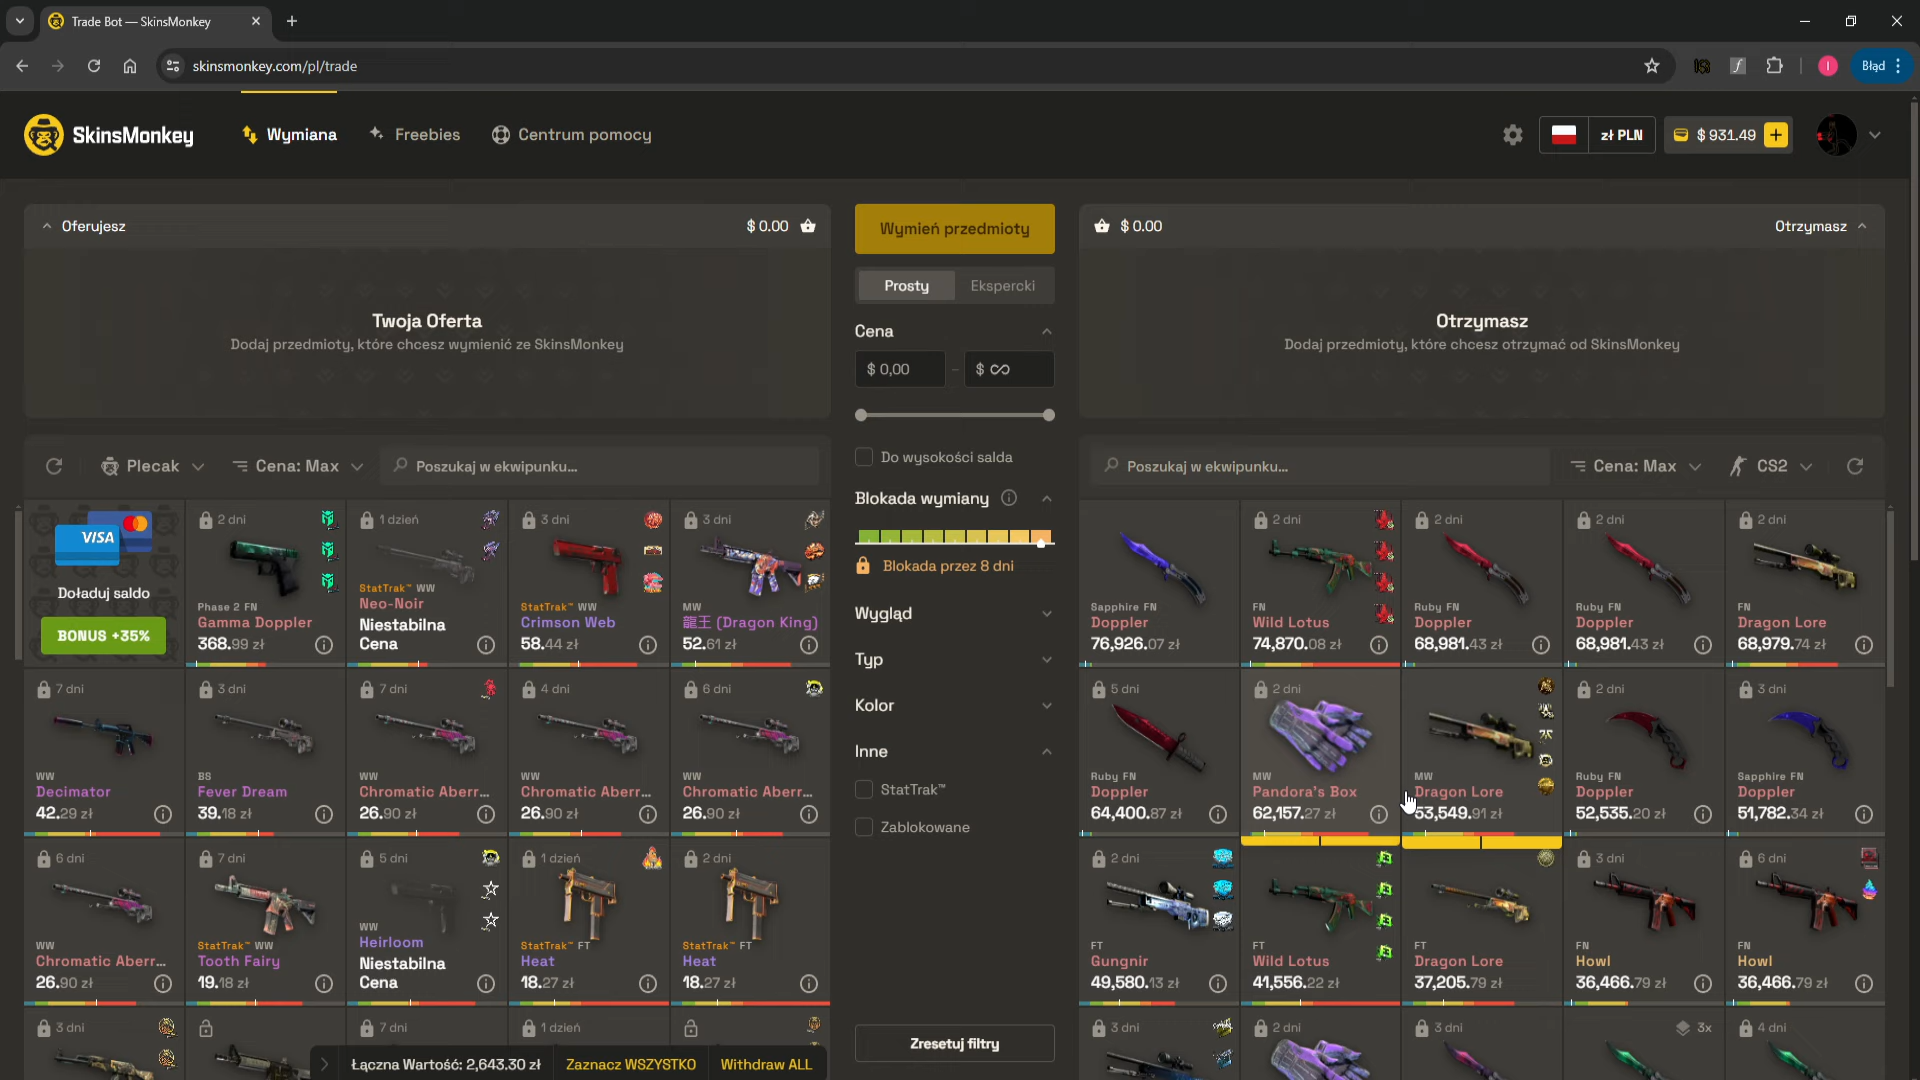 Trade Bot — SkinsMonkey
skinsmonkey.com/pl/trade
Błąd
SkinsMonkey
Wymiana
Freebies
Centrum pomocy
zł PLN
$ 931.49
Oferujesz
$ 0.00
Twoja Oferta
Dodaj przedmioty, które chcesz wymienić ze SkinsMonkey
Wymień przedmioty
Prosty
Ekspercki
Cena
$ 0,00
–
$ ∞
Do wysokości salda
Blokada wymiany
Blokada przez 8 dni
Wygląd
Typ
Kolor
Inne
StatTrak™
Zablokowane
Zresetuj filtry
$ 0.00
Otrzymasz
Otrzymasz
Dodaj przedmioty, które chcesz otrzymać od SkinsMonkey
Plecak
Cena: Max
Poszukaj w ekwipunku...
VISA
Doładuj saldo
BONUS +35%
2 dni
Phase 2 FN
Gamma Doppler
368.99 zł
1 dzień
StatTrak™ WW
Neo-Noir
Niestabilna
Cena
3 dni
StatTrak™ WW
Crimson Web
58.44 zł
3 dni
MW
龍王 (Dragon King)
52.61 zł
7 dni
WW
Decimator
42.29 zł
3 dni
BS
Fever Dream
39.18 zł
7 dni
WW
Chromatic Aberr...
26.90 zł
4 dni
WW
Chromatic Aberr...
26.90 zł
6 dni
WW
Chromatic Aberr...
26.90 zł
6 dni
WW
Chromatic Aberr...
26.90 zł
7 dni
StatTrak™ WW
Tooth Fairy
19.18 zł
5 dni
WW
Heirloom
Niestabilna
Cena
1 dzień
StatTrak™ FT
Heat
18.27 zł
2 dni
StatTrak™ FT
Heat
18.27 zł
3 dni
7 dni
1 dzień
Łączna Wartość: 2,643.30 zł
Zaznacz WSZYSTKO
Withdraw ALL
Poszukaj w ekwipunku...
Cena: Max
CS2
Sapphire FN
Doppler
76,926.07 zł
2 dni
FN
Wild Lotus
74,870.08 zł
2 dni
Ruby FN
Doppler
68,981.43 zł
2 dni
Ruby FN
Doppler
68,981.43 zł
2 dni
FN
Dragon Lore
68,979.74 zł
5 dni
Ruby FN
Doppler
64,400.87 zł
2 dni
MW
Pandora's Box
62,157.27 zł
MW
Dragon Lore
53,549.91 zł
2 dni
Ruby FN
Doppler
52,535.20 zł
3 dni
Sapphire FN
Doppler
51,782.34 zł
2 dni
FT
Gungnir
49,580.13 zł
FT
Wild Lotus
41,556.22 zł
FT
Dragon Lore
37,205.79 zł
3 dni
FN
Howl
36,466.79 zł
6 dni
FN
Howl
36,466.79 zł
3 dni
2 dni
3 dni
3x
4 dni